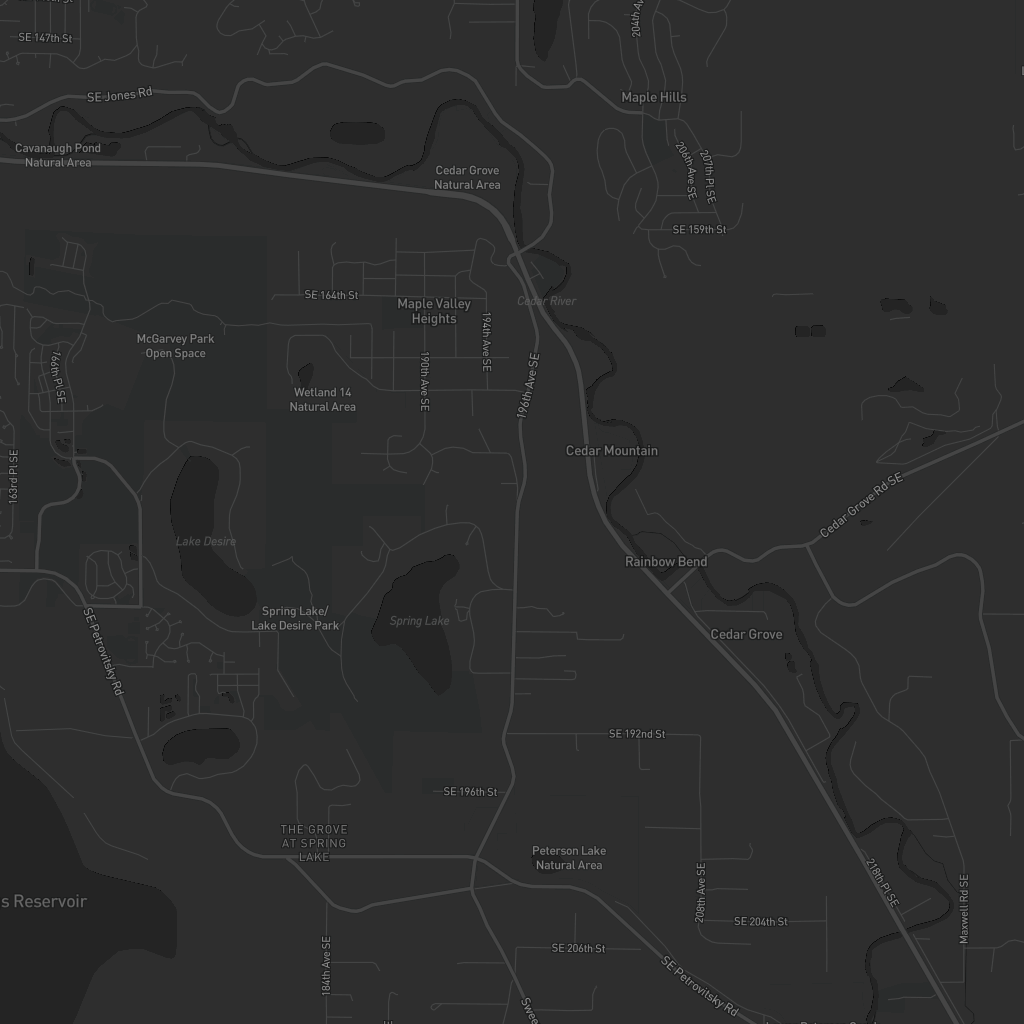 SE 147th St
204th Ave SE
SE Jones Rd
Maple Hills
Cavanaugh Pond
Natural Area
206th Ave SE
207th Pl SE
Cedar Grove
Natural Area
SE 159th St
SE 164th St
Maple Valley
Heights
Cedar River
194th Ave SE
McGarvey Park
Open Space
169th Pl SE
190th Ave SE
196th Ave SE
Wetland 14
Natural Area
Cedar Mountain
163rd Pl SE
Cedar Grove Rd SE
Lake Desire
Rainbow Bend
Spring Lake/
Lake Desire Park
Spring Lake
Cedar Grove
SE Petrovitsky Rd
SE 192nd St
SE 196th St
THE GROVE
AT SPRING
LAKE
Peterson Lake
Natural Area
218th Pl SE
208th Ave SE
s Reservoir
Maxwell Rd SE
SE 204th St
184th Ave SE
SE 206th St
SE Petrovitsky Rd
Swee
SE